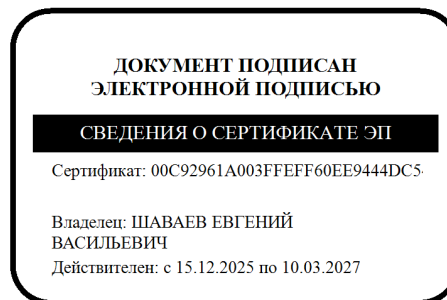 ДОКУМЕНТ ПОДПИСАН
ЭЛЕКТРОННОЙ ПОДПИСЬЮ
СВЕДЕНИЯ О СЕРТИФИКАТЕ ЭП
Сертификат: 00C92961A003FFEFF60EE9444DC5
Владелец: ШАВАЕВ ЕВГЕНИЙ
ВАСИЛЬЕВИЧ
Действителен: с 15.12.2025 по 10.03.2027